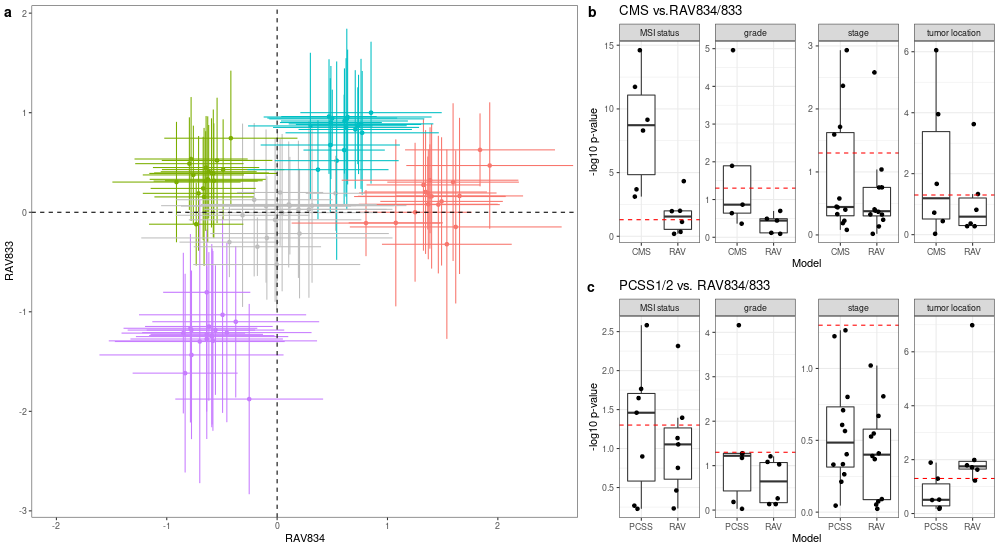 a
2
1
0
-1
-2
-3
RAV833
-2
-1
0
1
2
RAV834
b
CMS vs.RAV834/833
MSI status
grade
stage
tumor location
15
10
5
0
5
4
3
2
1
0
3
2
1
0
6
4
2
0
-log10 p-value
CMS
RAV
CMS
RAV
CMS
RAV
CMS
RAV
Model
c
PCSS1/2 vs. RAV834/833
MSI status
grade
stage
tumor location
2.5
2.0
1.5
1.0
0.5
4
3
2
1
0
1.0
0.5
0.0
6
4
2
0
-log10 p-value
PCSS
RAV
PCSS
RAV
PCSS
RAV
PCSS
RAV
Model